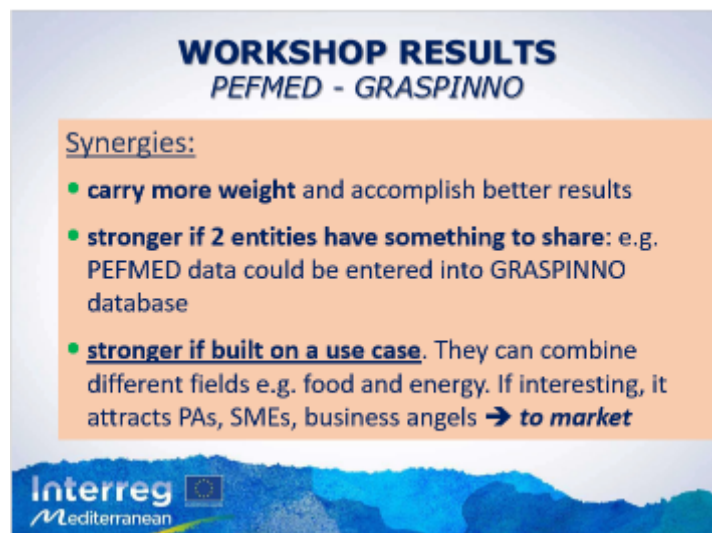 WORKSHOP RESULTS
PEFMED - GRASPINNO
Synergies:
• carry more weight and accomplish better results
• stronger if 2 entities have something to share: e.g.
PEFMED data could be entered into GRASPINNO
database
• stronger if built on a use case. They can combine
different fields e.g. food and energy. If interesting, it
attracts PAs, SMEs, business angels ➔ to market
Interreg
Mediterranean